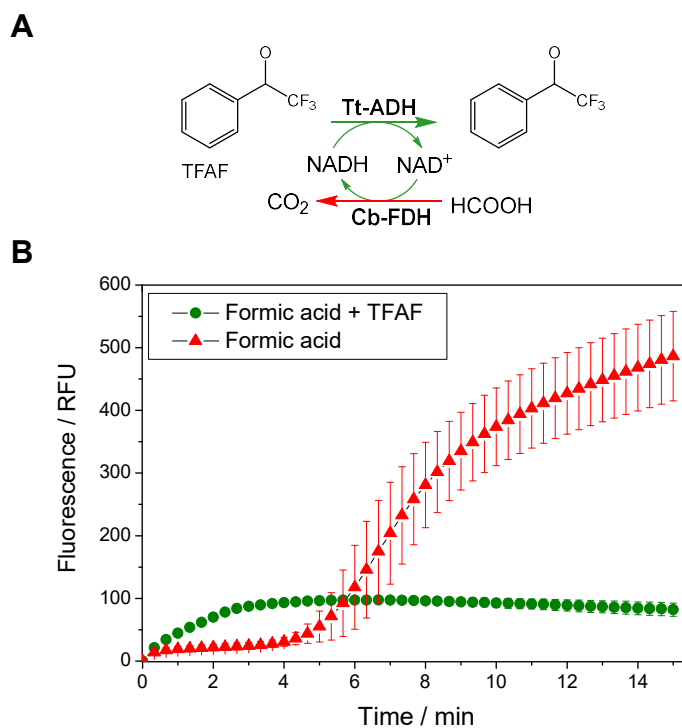 A
O
CF3
TFAF
Tt-ADH
O
CF3
NADH
NAD+
CO2
Cb-FDH
HCOOH
B
Formic acid + TFAF
Formic acid
Fluorescence / RFU
600
500
400
300
200
100
0
0 2 4 6 8 10 12 14
Time / min